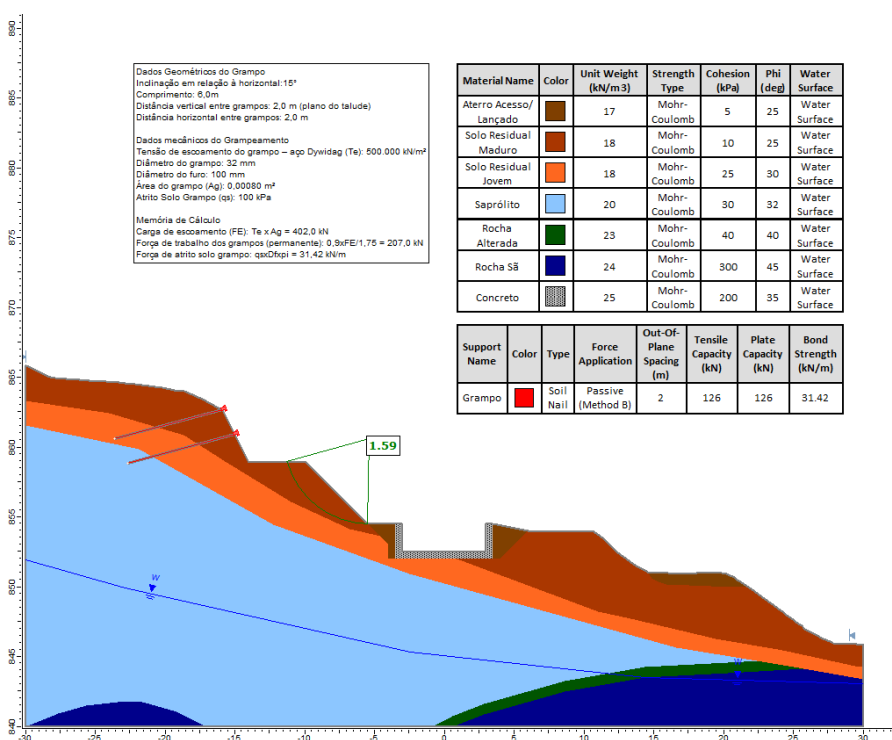 890
885
880
875
870
865
860
855
850
845
840
Dados Geométricos do Grampo
Inclinação em relação à horizontal:15°
Comprimento: 6,0m
Distância vertical entre grampos: 2,0 m (plano do talude)
Distância horizontal entre grampos: 2,0 m
Dados mecânicos do Grampeamento
Tensão de escoamento do grampo – aço Dywidag (Te): 500.000 kN/m²
Diâmetro do grampo: 32 mm
Diâmetro do furo: 100 mm
Área do grampo (Ag): 0,00080 m²
Atrito Solo Grampo (qs): 100 kPa
Memória de Cálculo
Carga de escoamento (FE): Te x Ag = 402,0 kN
Força de trabalho dos grampos (permanente): 0,9xFE/1,75 = 207,0 kN
Força de atrito solo grampo: qsxDfxpi = 31,42 kN/m
Material Name Color Unit Weight (kN/m3) Strength Type Cohesion (kPa) Phi (deg) Water Surface
Aterro Acesso/ Lançado 17 Mohr-Coulomb 5 25 Water Surface
Solo Residual Maduro 18 Mohr-Coulomb 10 25 Water Surface
Solo Residual Jovem 18 Mohr-Coulomb 25 30 Water Surface
Saprólito 20 Mohr-Coulomb 30 32 Water Surface
Rocha Alterada 23 Mohr-Coulomb 40 40 Water Surface
Rocha Sã 24 Mohr-Coulomb 300 45 Water Surface
Concreto 25 Mohr-Coulomb 200 35 Water Surface
Support Name Color Type Force Application Out-Of-Plane Spacing (m) Tensile Capacity (kN) Plate Capacity (kN) Bond Strength (kN/m)
Grampo Soil Nail Passive (Method B) 2 126 126 31.42
1.59
W
W
-30 -25 -20 -15 -10 -5 0 5 10 15 20 25 30